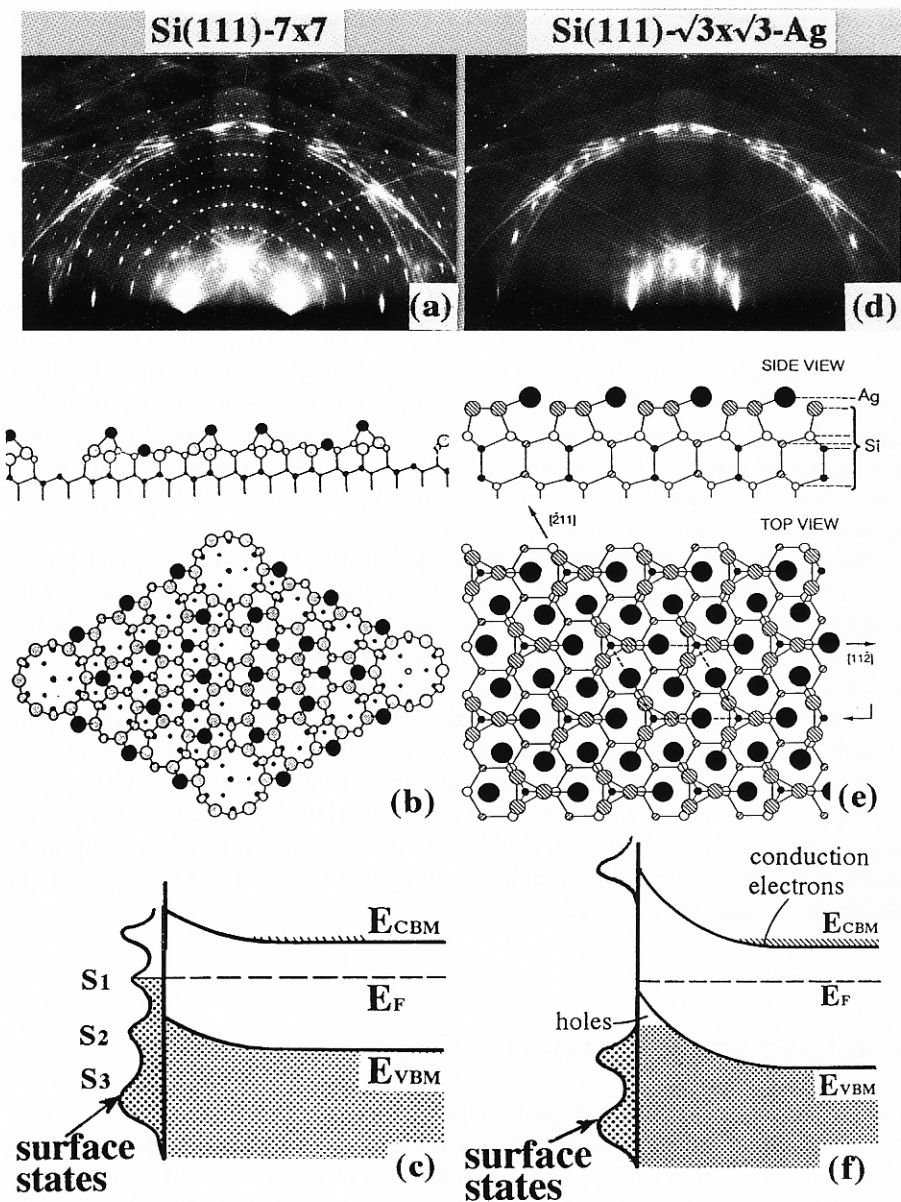 Si(111)-7x7
Si(111)-√3x√3-Ag
(a)
(d)
SIDE VIEW
Ag
Si
[2̄11]
TOP VIEW
[112̄]
(b)
(e)
conduction
electrons
ECBM
S1
EF
S2
S3
EVBM
surface
states
(c)
ECBM
EF
holes
EVBM
surface
states
(f)